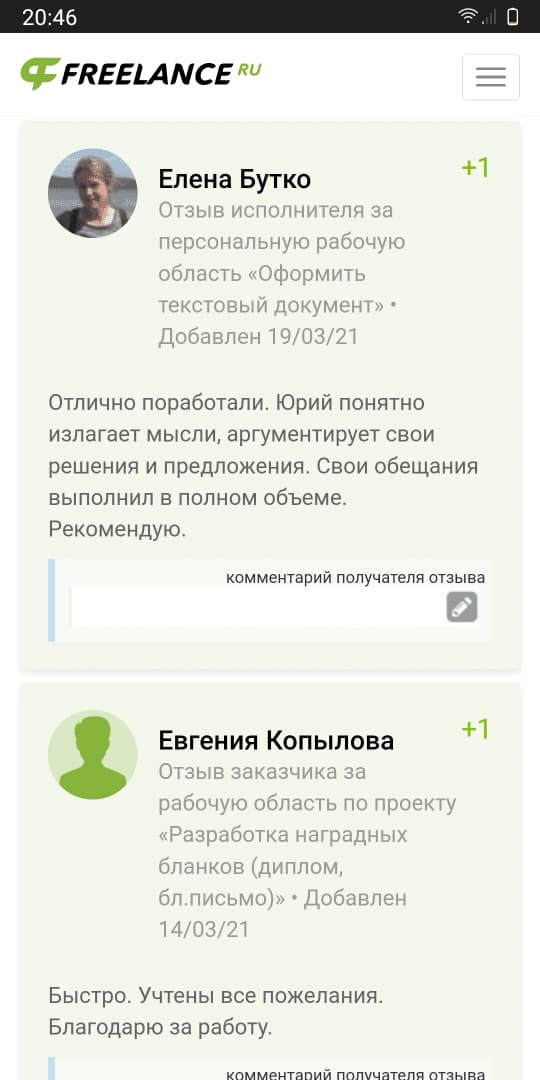 20:46
FREELANCE RU
Елена Бутко
+1
Отзыв исполнителя за
персональную рабочую
область «Оформить
текстовый документ» •
Добавлен 19/03/21
Отлично поработали. Юрий понятно
излагает мысли, аргументирует свои
решения и предложения. Свои обещания
выполнил в полном объеме.
Рекомендую.
комментарий получателя отзыва
Евгения Копылова
+1
Отзыв заказчика за
рабочую область по проекту
«Разработка наградных
бланков (диплом,
бл.письмо)» • Добавлен
14/03/21
Быстро. Учтены все пожелания.
Благодарю за работу.
комментарий получателя отзыва